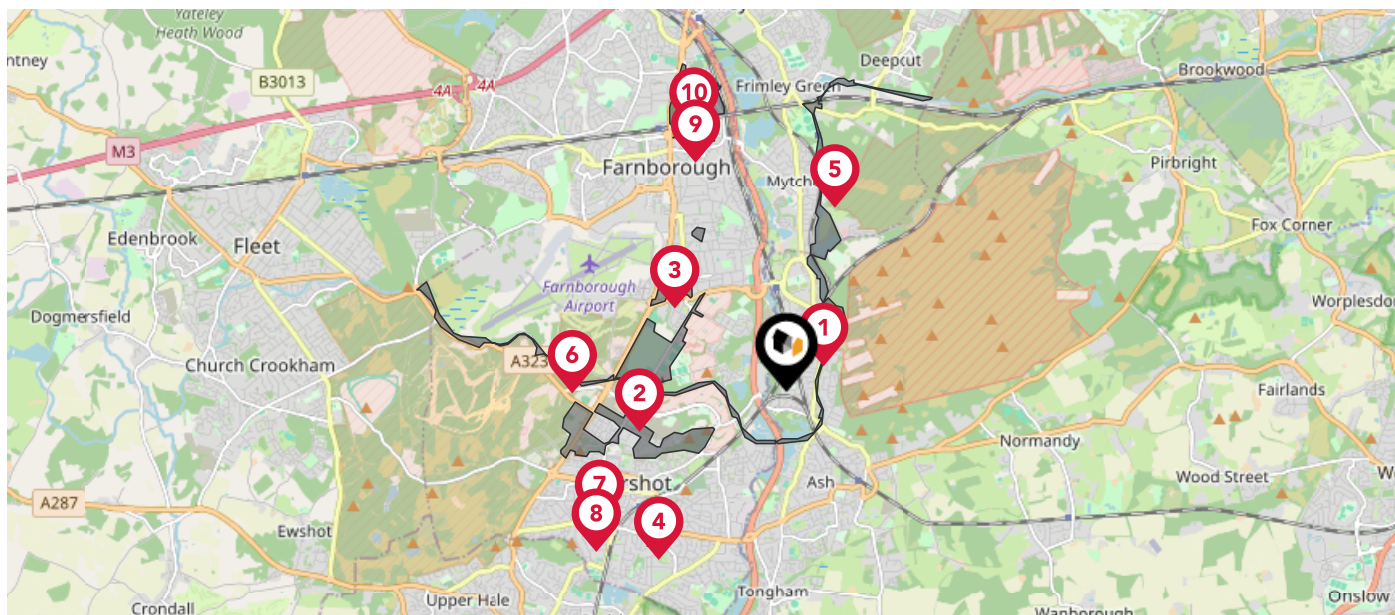 Yateley
Heath Wood
ntney
B3013
4A
4A
Deepcut
Frimley Green
Brookwood
10
9
M3
Farnborough
5
Mytch
Pirbright
Edenbrook
Fleet
Fox Corner
3
Farnborough
Airport
Worplesdo
Dogmersfield
1
Church Crookham
A323
6
2
Fairlands
Normandy
7
rshot
Ash
Wood Street
A287
8
4
Ewshot
Upper Hale
Tongham
Onslow
Crondall
Wanborough